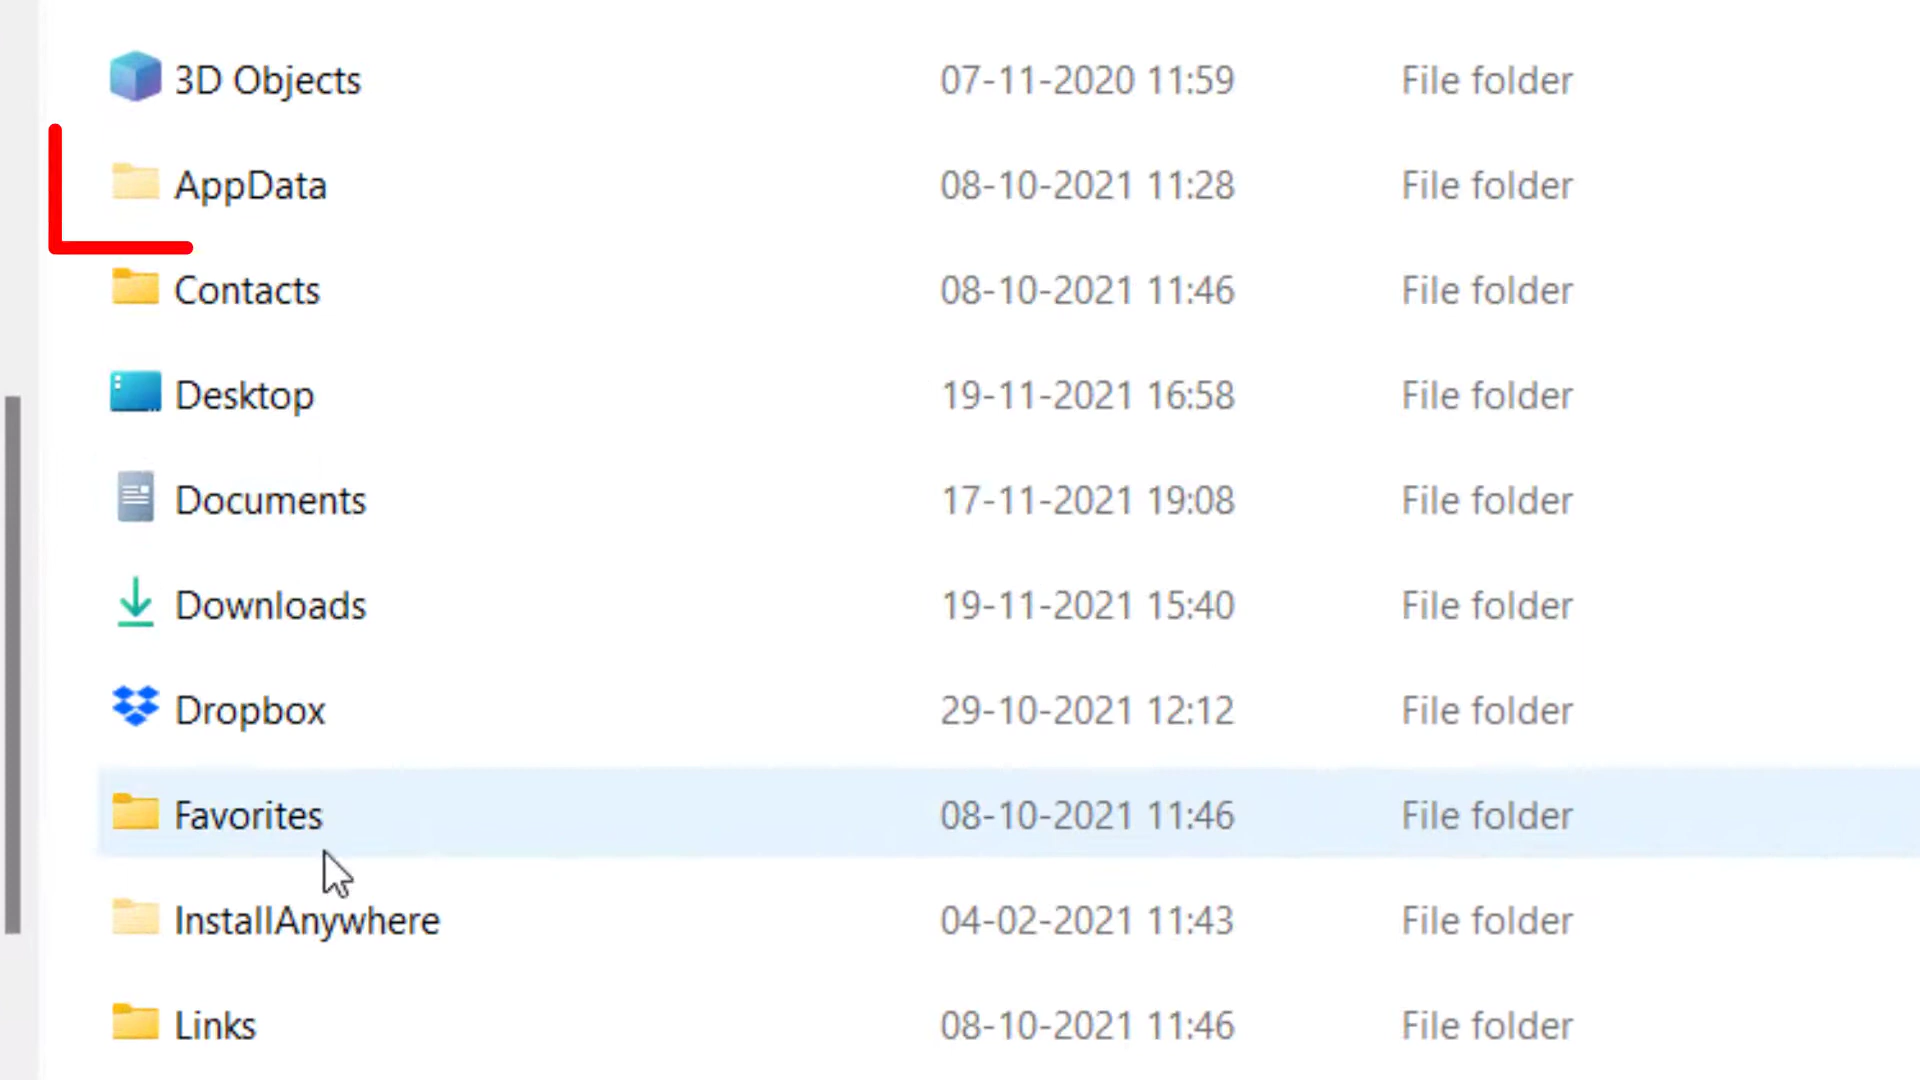 3D Objects 07-11-2020 11:59 File folder
AppData 08-10-2021 11:28 File folder
Contacts 08-10-2021 11:46 File folder
Desktop 19-11-2021 16:58 File folder
Documents 17-11-2021 19:08 File folder
Downloads 19-11-2021 15:40 File folder
Dropbox 29-10-2021 12:12 File folder
Favorites 08-10-2021 11:46 File folder
InstallAnywhere 04-02-2021 11:43 File folder
Links 08-10-2021 11:46 File folder